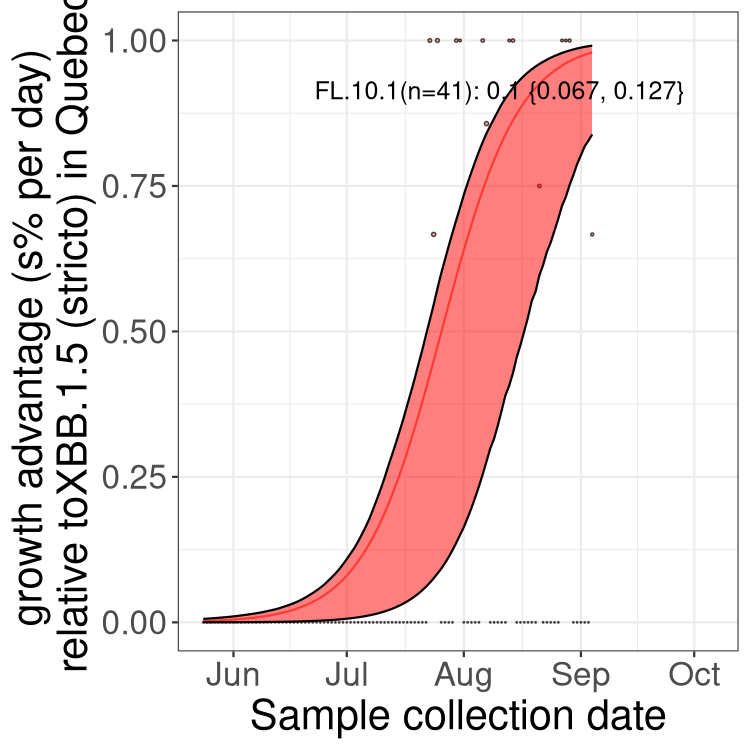 growth advantage (s% per day)
relative toXBB.1.5 (stricto) in Quebec
1.00
0.75
0.50
0.25
0.00
FL.10.1(n=41): 0.1 {0.067, 0.127}
Jun Jul Aug Sep Oct
Sample collection date